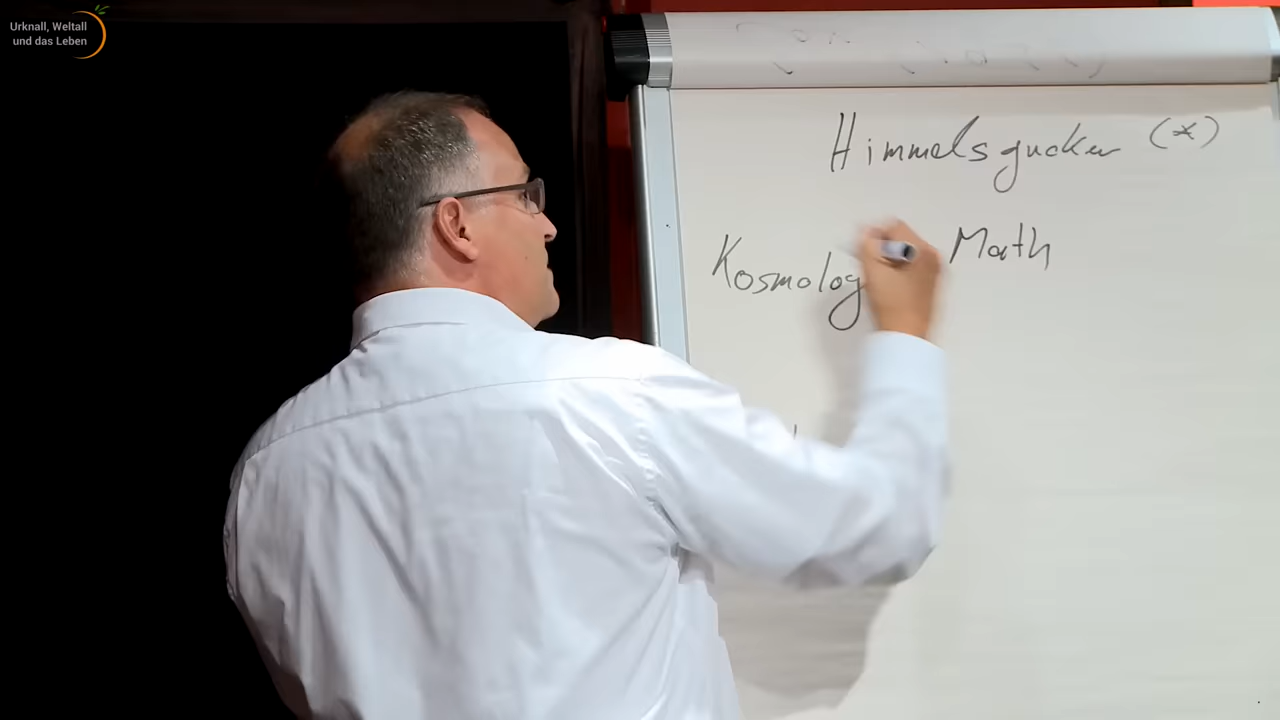 Urknall, Weltall
und das Leben
Himmelsgucker (*)
Math
Kosmolog